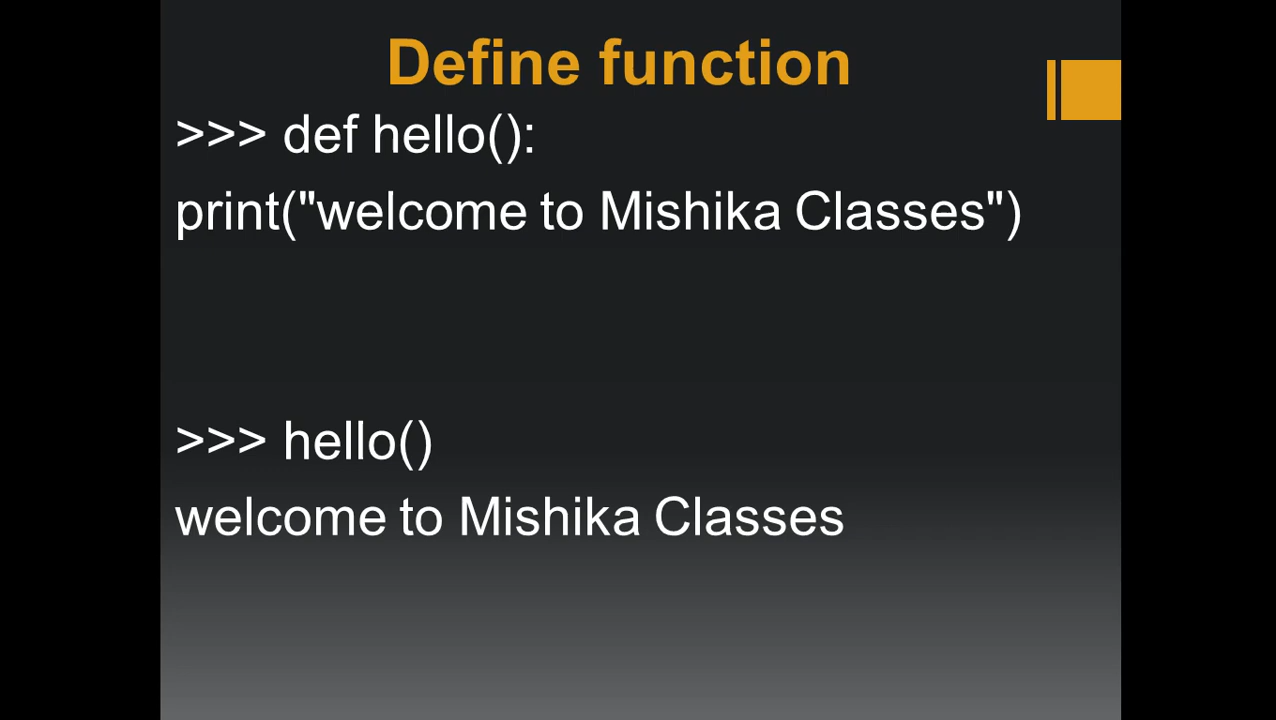 Define function
>>> def hello():
print("welcome to Mishika Classes")
>>> hello()
welcome to Mishika Classes